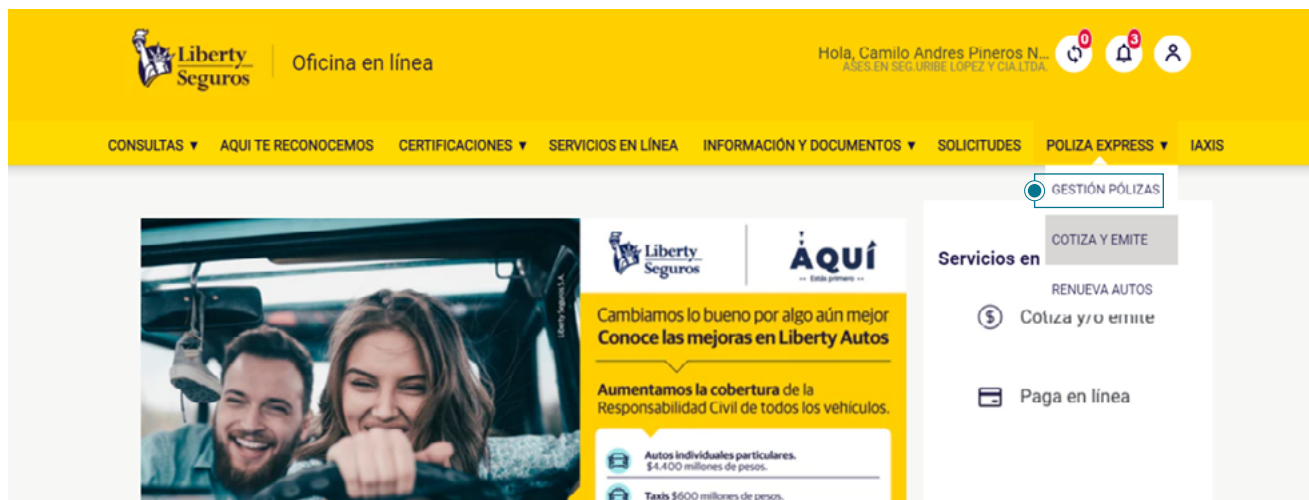 Liberty
Seguros
Oficina en línea
Hola, Camilo Andres Pineros N...
ASES.EN SEG.URIBE LOPEZ Y CIA.LTDA.
0
3
CONSULTAS ▼ AQUI TE RECONOCEMOS CERTIFICACIONES ▼ SERVICIOS EN LÍNEA INFORMACIÓN Y DOCUMENTOS ▼ SOLICITUDES POLIZA EXPRESS ▼ IAXIS
GESTIÓN PÓLIZAS
COTIZA Y EMITE
RENUEVA AUTOS
Liberty
Seguros
AQUÍ
Estás primero
Cambiamos lo bueno por algo aún mejor
Conoce las mejoras en Liberty Autos
Aumentamos la cobertura de la
Responsabilidad Civil de todos los vehículos.
Autos individuales particulares.
$4.400 millones de pesos.
Taxis $600 millones de pesos.
Liberty Seguros S.A.
Servicios en
Cotiza y/o emite
Paga en línea